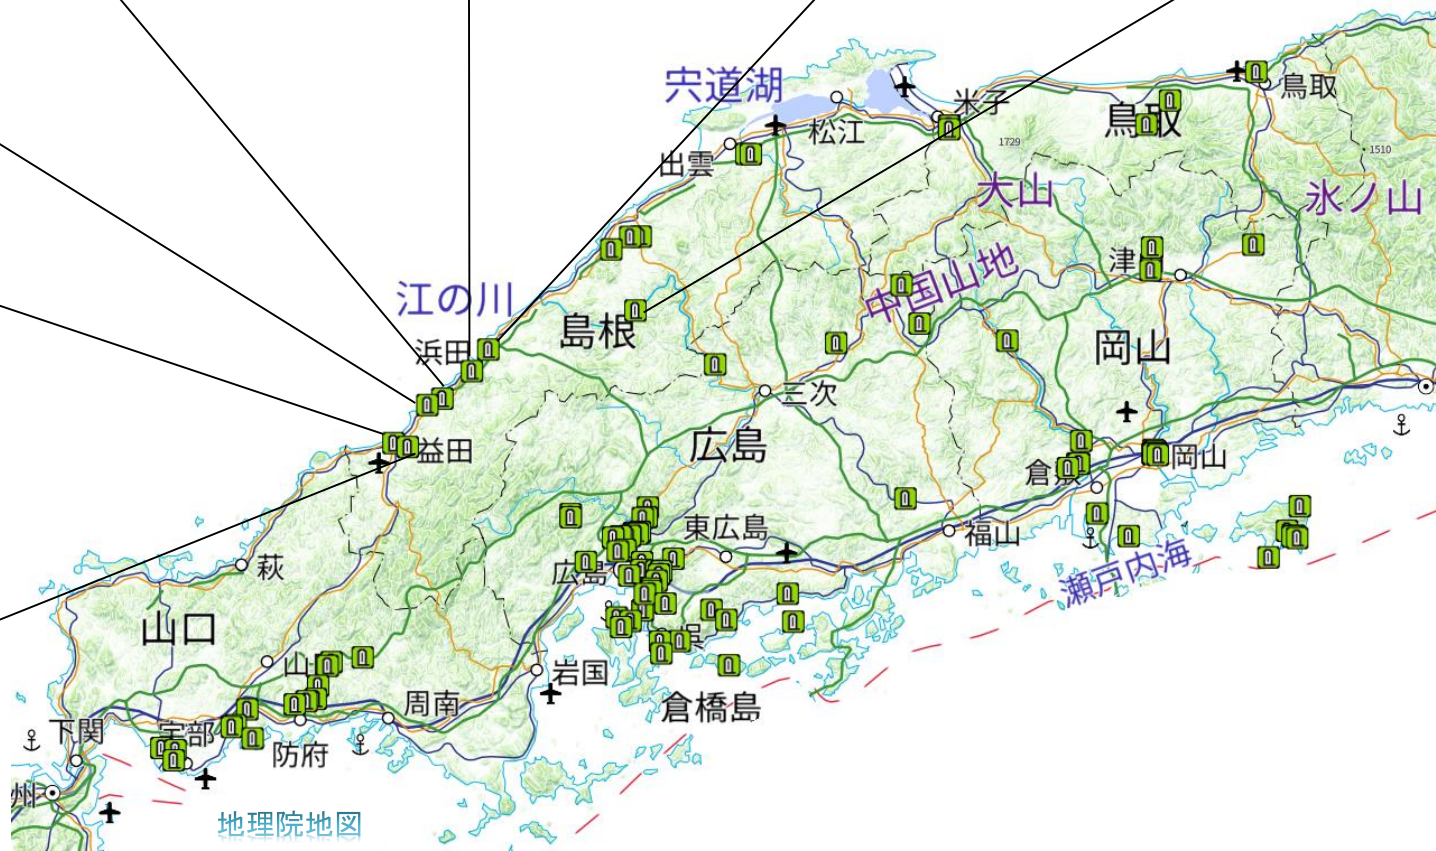 宍道湖
米子
鳥取
鳥取
松江
1729
1510
出雲
大山
氷ノ山
江の川
中国山地
津
島根
浜田
岡山
三次
広島
益田
岡山
倉敷
東広島
福山
萩
広島
瀬戸内海
山口
呉
山口
岩国
倉橋島
周南
下関
宇部
防府
州
地理院地図